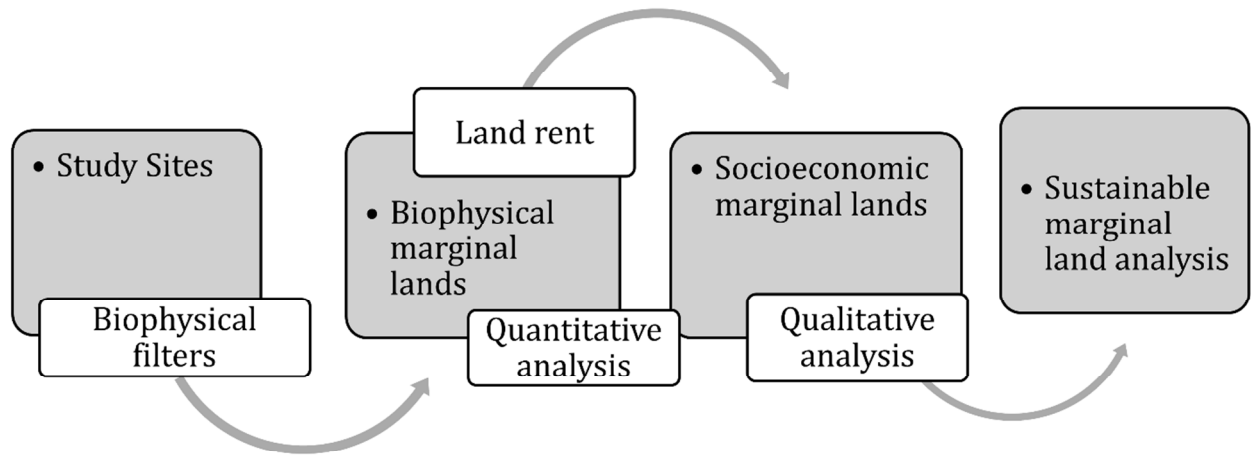 • Study Sites
Biophysical
filters
Land rent
• Biophysical
marginal
lands
Quantitative
analysis
• Socioeconomic
marginal lands
Qualitative
analysis
• Sustainable
marginal
land analysis